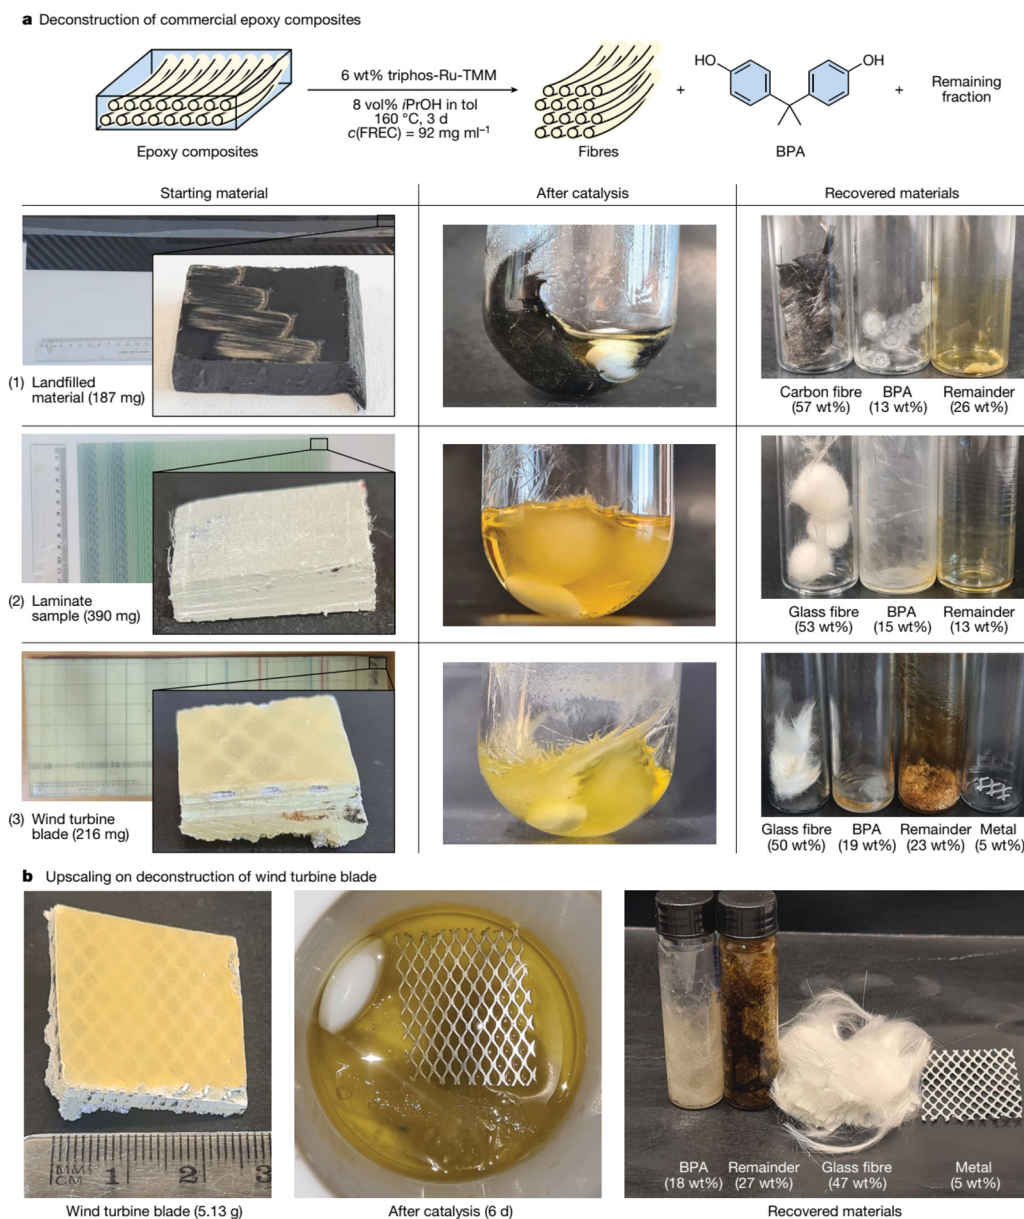 a Deconstruction of commercial epoxy composites
6 wt% triphos-Ru-TMM
8 vol% iPrOH in tol
160 °C, 3 d
c(FREC) = 92 mg ml⁻¹
HO
OH
+
+
Remaining
fraction
Epoxy composites
Fibres
BPA
Starting material
After catalysis
Recovered materials
(1) Landfilled
material (187 mg)
Carbon fibre
(57 wt%)
BPA
(13 wt%)
Remainder
(26 wt%)
(2) Laminate
sample (390 mg)
Glass fibre
(53 wt%)
BPA
(15 wt%)
Remainder
(13 wt%)
(3) Wind turbine
blade (216 mg)
Glass fibre
(50 wt%)
BPA
(19 wt%)
Remainder
(23 wt%)
Metal
(5 wt%)
b Upscaling on deconstruction of wind turbine blade
MM
CM
1 2 3
BPA
(18 wt%)
Remainder
(27 wt%)
Glass fibre
(47 wt%)
Metal
(5 wt%)
Wind turbine blade (5.13 g)
After catalysis (6 d)
Recovered materials